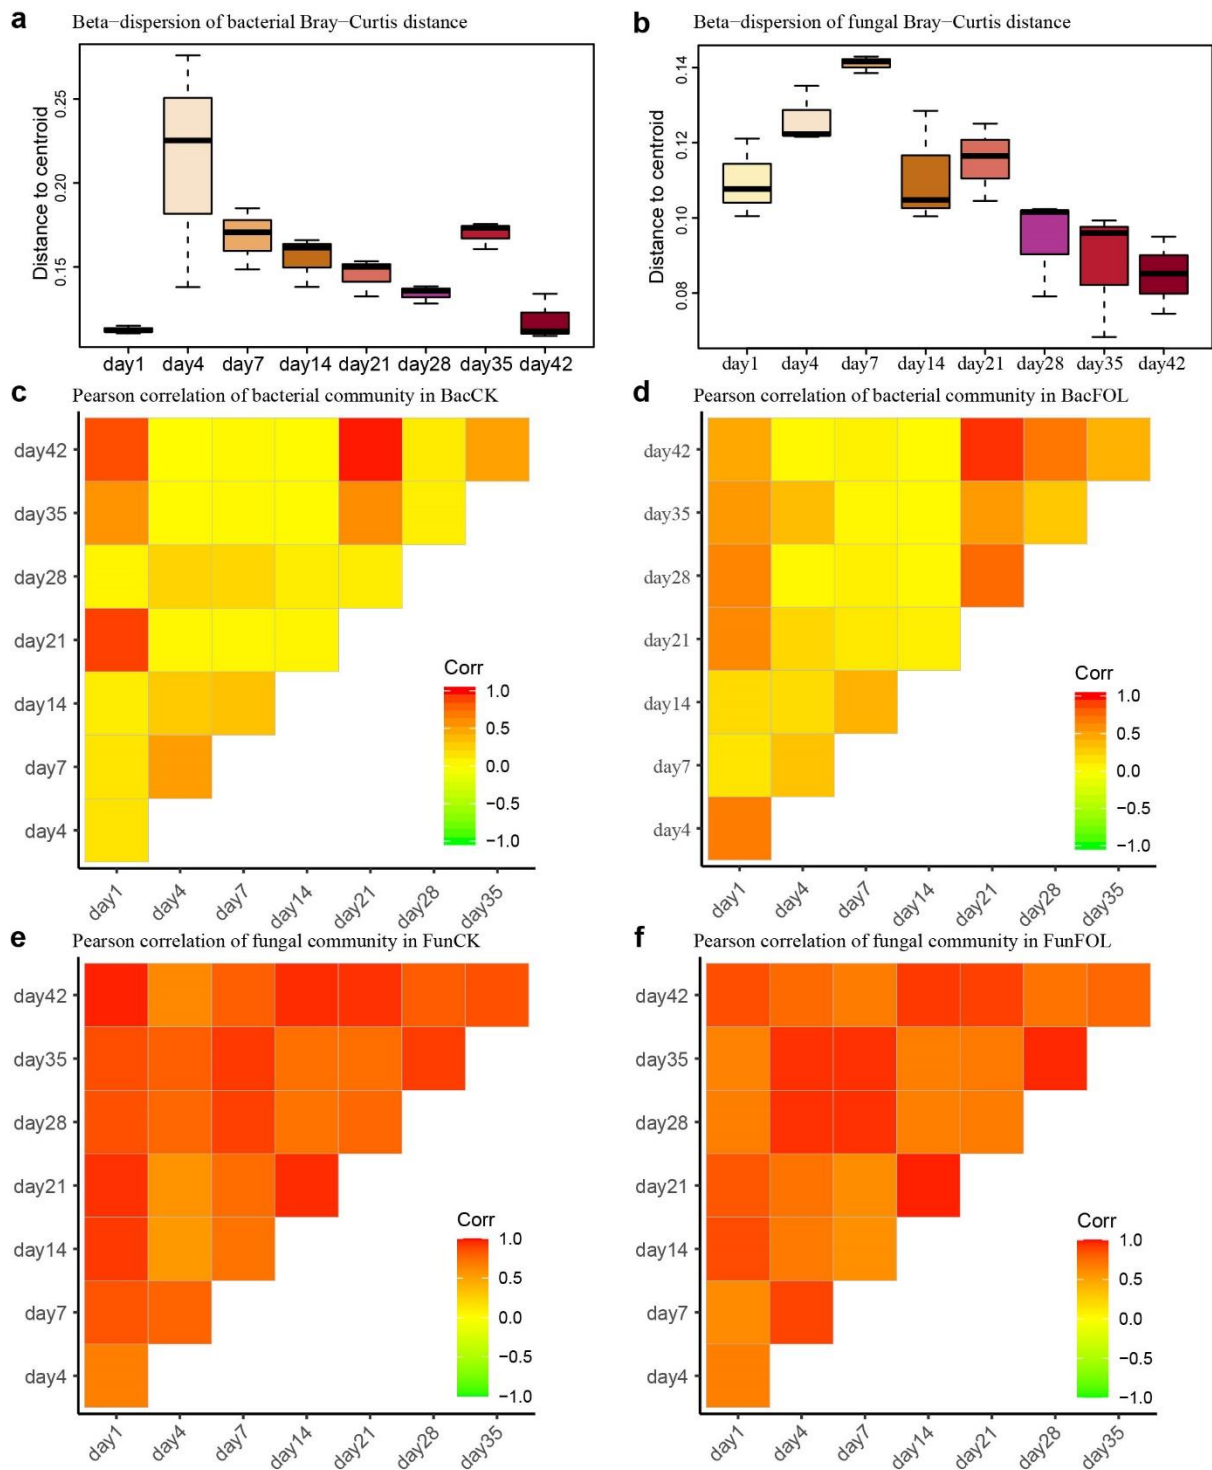 a Beta−dispersion of bacterial Bray−Curtis distance
Distance to centroid
0.25
0.20
0.15
day1 day4 day7 day14 day21 day28 day35 day42
b Beta−dispersion of fungal Bray−Curtis distance
Distance to centroid
0.14
0.12
0.10
0.08
day1 day4 day7 day14 day21 day28 day35 day42
c Pearson correlation of bacterial community in BacCK
day42
day35
day28
day21
day14
day7
day4
Corr
1.0
0.5
0.0
−0.5
−1.0
day1 day4 day7 day14 day21 day28 day35
d Pearson correlation of bacterial community in BacFOL
day42
day35
day28
day21
day14
day7
day4
Corr
1.0
0.5
0.0
−0.5
−1.0
day1 day4 day7 day14 day21 day28 day35
e Pearson correlation of fungal community in FunCK
day42
day35
day28
day21
day14
day7
day4
Corr
1.0
0.5
0.0
−0.5
−1.0
day1 day4 day7 day14 day21 day28 day35
f Pearson correlation of fungal community in FunFOL
day42
day35
day28
day21
day14
day7
day4
Corr
1.0
0.5
0.0
−0.5
−1.0
day1 day4 day7 day14 day21 day28 day35